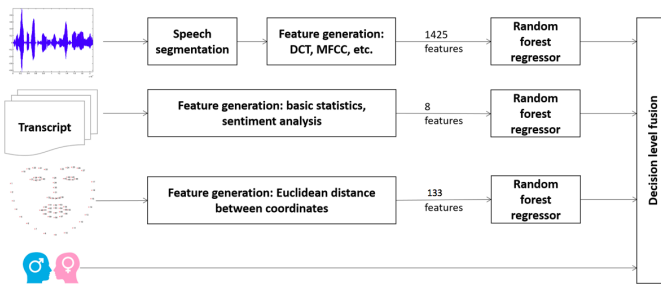 Speech
segmentation
Feature generation:
DCT, MFCC, etc.
1425
features
Random
forest
regressor
Transcript
Feature generation: basic statistics,
sentiment analysis
8
features
Random
forest
regressor
Feature generation: Euclidean distance
between coordinates
133
features
Random
forest
regressor
Decision level fusion